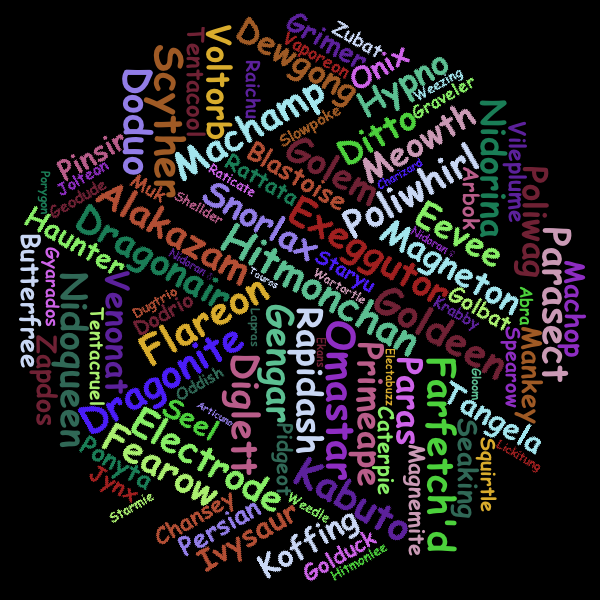 Grimer
Zubat
Vaporeon
Dewgong
Onix
Voltorb
Tentacool
Raichu
Scyther
Doduo
Hypno
Weezing
Graveler
Slowpoke
Machamp
Ditto
Meowth
Nidorina
Vileplume
Pinsir
Jolteon
Porygon
Geodude
Muk
Shellder
Raticate
Rattata
Blastoise
Golem
Charizard
Poliwhirl
Arbok
Poliwag
Haunter
Alakazam
Snorlax
Exeggutor
Eevee
Magneton
Parasect
Machop
Butterfree
Gyarados
Dragonair
Hitmonchan
Staryu
Wartortle
Tauros
Goldeen
Krabby
Golbat
Abra
Mankey
Spearow
Nidoqueen
Venonat
Tentacruel
Zapdos
Dugtrio
Dodrio
Flareon
Lapras
Gengar
Rapidash
Ekans
Omastar
Primeape
Electabuzz
Paras
Farfetch'd
Gloom
Tangela
Dragonite
Oddish
Articuno
Diglett
Seel
Electrode
Fearow
Ponyta
Jynx
Starmie
Pidgeot
Kabuto
Caterpie
Magnemite
Seaking
Squirtle
Lickitung
Chansey
Persian
Ivysaur
Weedle
Koffing
Golduck
Hitmonlee